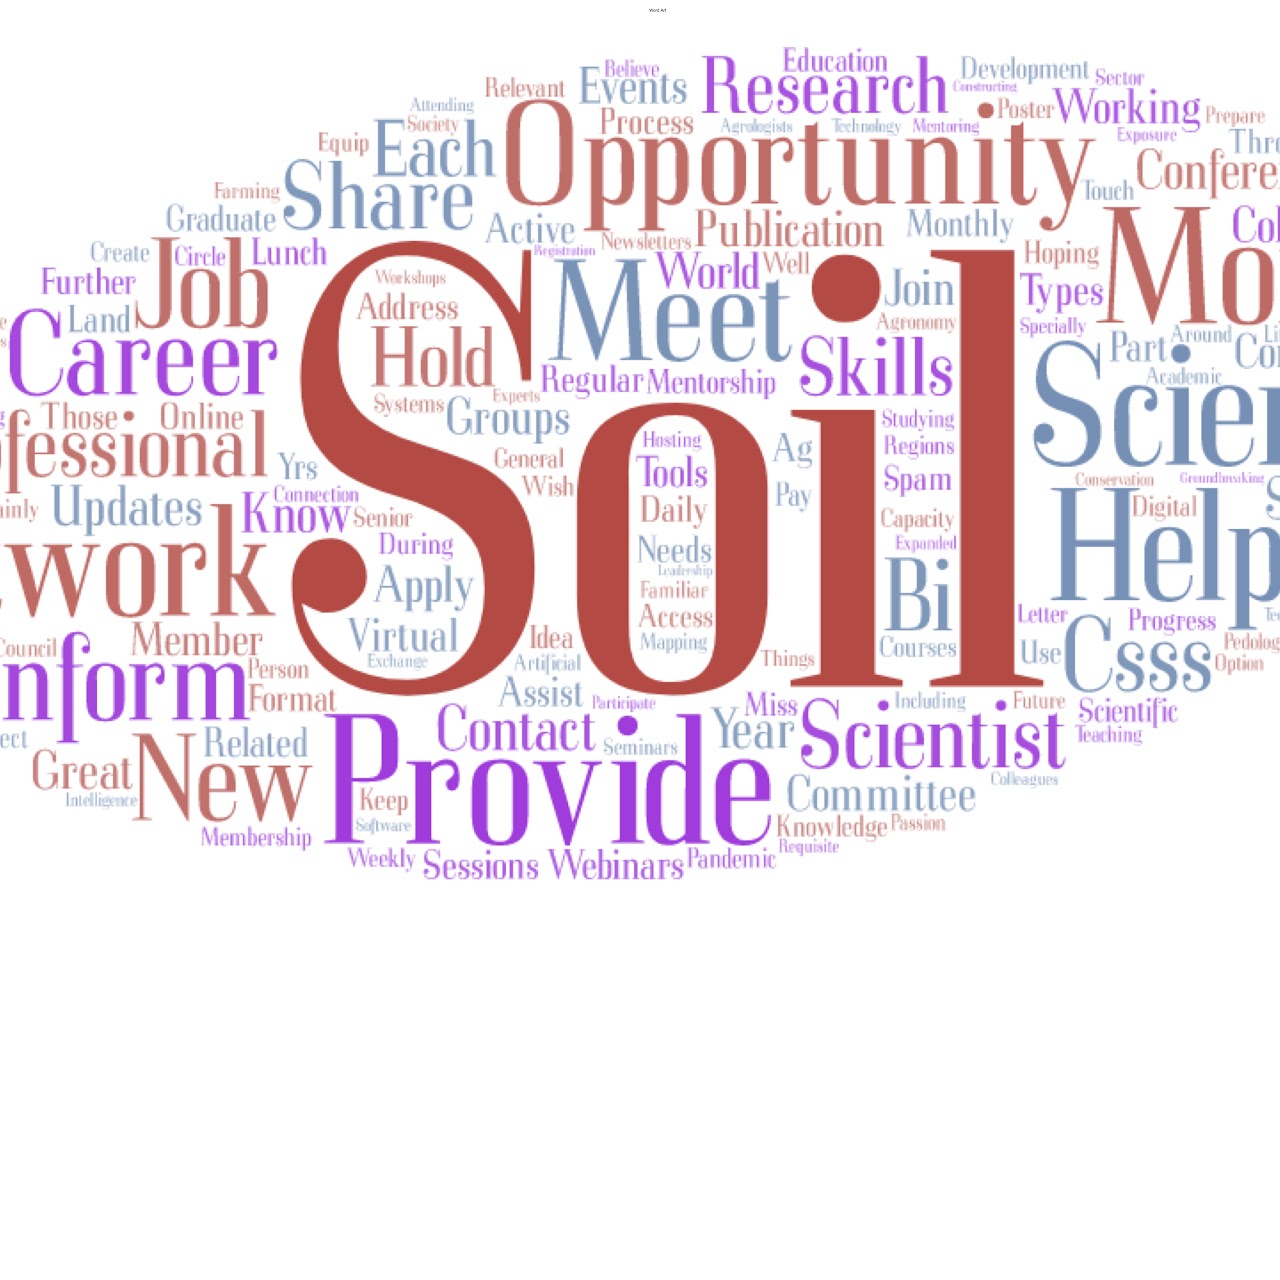 Word Art
Believe
Education
Development
Sector
Relevant
Events
Research
Constructing
Attending
Poster
Working
Prepare
Society
Process
Agrologists
Technology
Mentoring
Exposure
Equip
Each
Opportunity
Thro
Farming
Share
Touch
Confere
Graduate
Active
Publication
Monthly
Mo
Col
Create
Circle
Lunch
Registration
Newsletters
Hoping
Further
Job
Workshops
Meet
World
Well
Join
Types
Land
Address
Soil
Agronomy
Specially
Career
Hold
Regular
Mentorship
Skills
Part
Around
Li
Con
Scien
Academic
Those
Online
Systems
Experts
Groups
Studying
fessional
Yrs
General
Hosting
Ag
Regions
Updates
Connection
Wish
Tools
Pay
Spam
Conservation
Groundbreaking
ainly
Know
Senior
Daily
Capacity
Help
Digital
S
work
During
Needs
Expanded
Apply
Leadership
Familiar
Bi
Council
Member
Virtual
Idea
Access
Letter
Progress
Tec
nform
Person
Exchange
Artificial
Mapping
Things
Courses
Use
Csss
Pedolog
Option
Format
Assist
Participate
Miss
Including
Future
Scientific
ect
Related
Contact
Seminars
Year
Scientist
Teaching
Great
New
Provide
Colleagues
Intelligence
Keep
Committee
Membership
Software
Knowledge
Passion
Weekly
Sessions
Webinars
Pandemic
Requisite